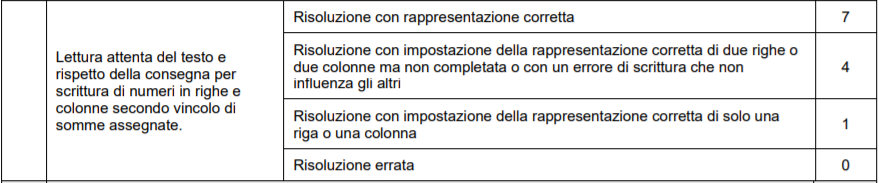 Lettura attenta del testo e
rispetto della consegna per
scrittura di numeri in righe e
colonne secondo vincolo di
somme assegnate.
Risoluzione con rappresentazione corretta
7
Risoluzione con impostazione della rappresentazione corretta di due righe o
due colonne ma non completata o con un errore di scrittura che non
influenza gli altri
4
Risoluzione con impostazione della rappresentazione corretta di solo una
riga o una colonna
1
Risoluzione errata
0